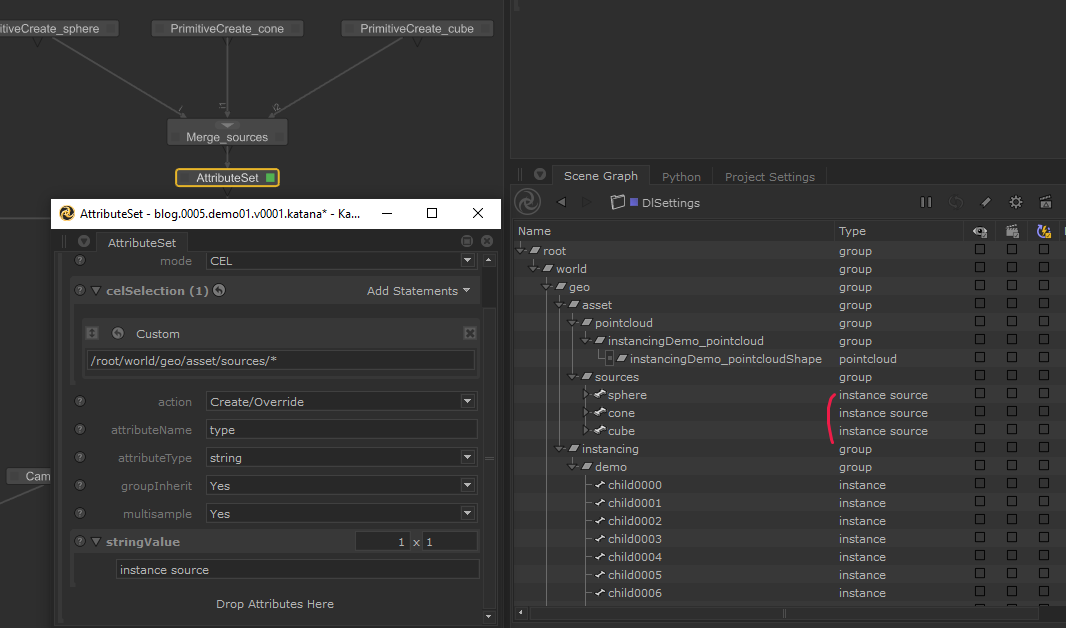 itiveCreate_sphere
PrimitiveCreate_cone
PrimitiveCreate_cube
i1
i2
Merge_sources
AttributeSet
AttributeSet - blog.0005.demo01.v0001.katana* - Ka...
AttributeSet
mode CEL
celSelection (1) Add Statements
Custom
/root/world/geo/asset/sources/*
action Create/Override
attributeName type
attributeType string
groupInherit Yes
multisample Yes
stringValue 1 x 1
instance source
Drop Attributes Here
Cam
Scene Graph Python Project Settings
DlSettings
Name Type
root group
world group
geo group
asset group
pointcloud group
instancingDemo_pointcloud group
instancingDemo_pointcloudShape pointcloud
sources group
sphere instance source
cone instance source
cube instance source
instancing group
demo group
child0000 instance
child0001 instance
child0002 instance
child0003 instance
child0004 instance
child0005 instance
child0006 instance